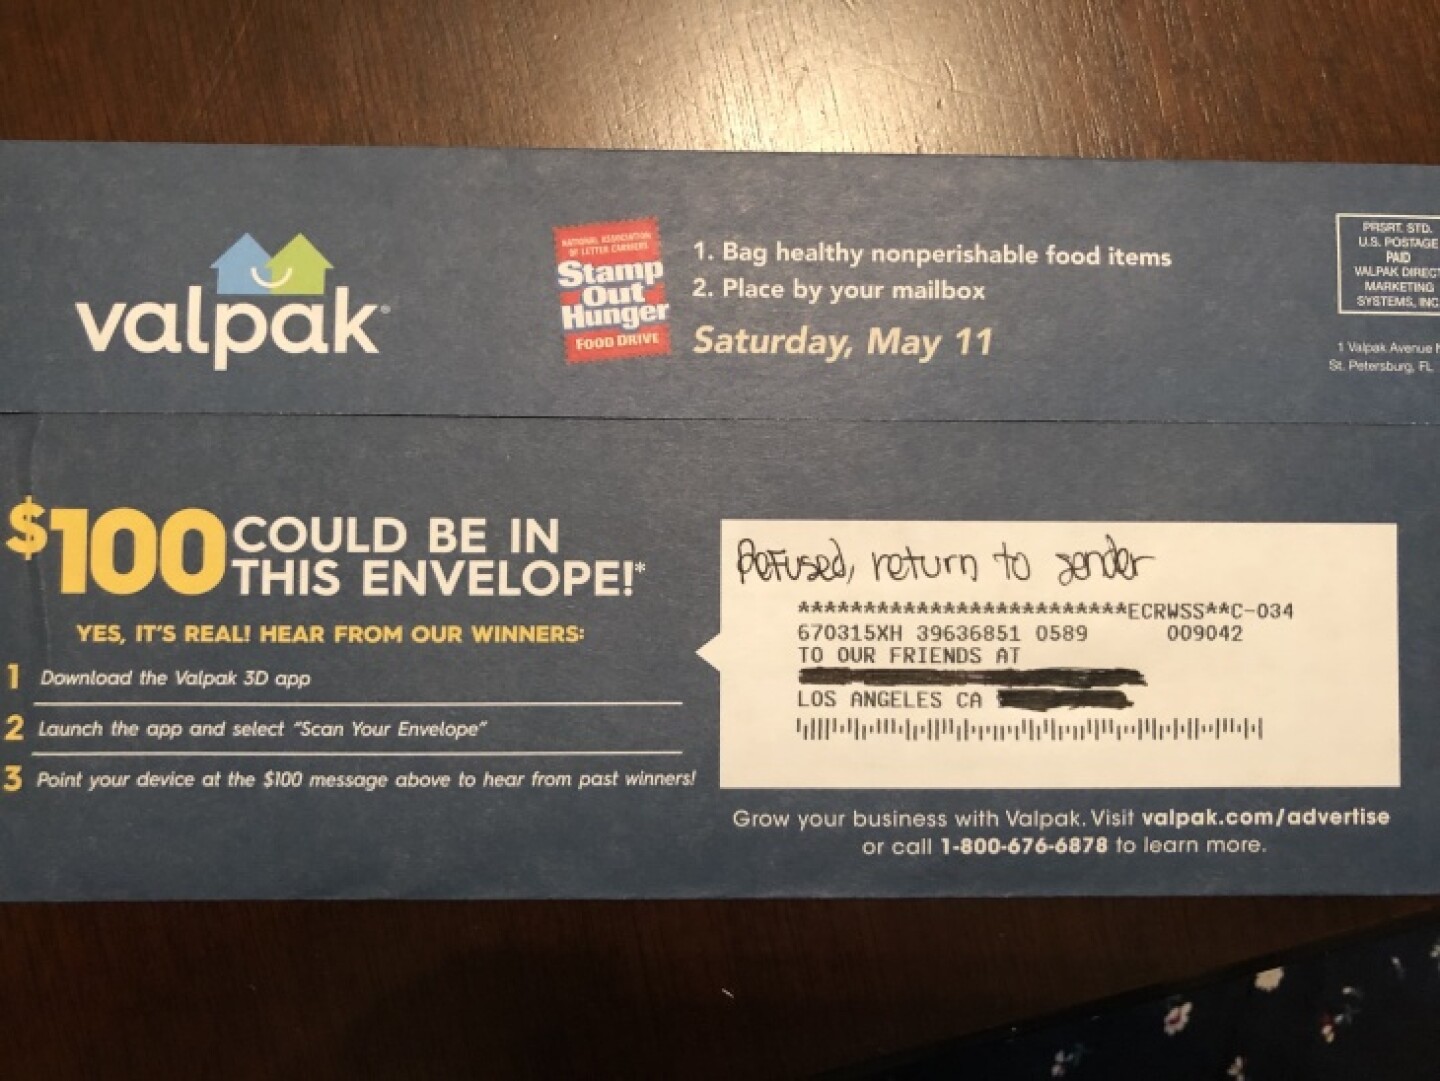 valpak®
NATIONAL ASSOCIATION
OF LETTER CARRIERS
Stamp
Out
Hunger
FOOD DRIVE
1. Bag healthy nonperishable food items
2. Place by your mailbox
Saturday, May 11
PRSRT. STD.
U.S. POSTAGE
PAID
VALPAK DIRECT
MARKETING
SYSTEMS, INC.
1 Valpak Avenue N
St. Petersburg, FL
$100 COULD BE IN
THIS ENVELOPE!*
YES, IT'S REAL! HEAR FROM OUR WINNERS:
1 Download the Valpak 3D app
2 Launch the app and select "Scan Your Envelope"
3 Point your device at the $100 message above to hear from past winners!
Refused, return to sender
*************************ECRWSS**C-034
670315XH 39636851 0589 009042
TO OUR FRIENDS AT
LOS ANGELES CA
Grow your business with Valpak. Visit valpak.com/advertise
or call 1-800-676-6878 to learn more.